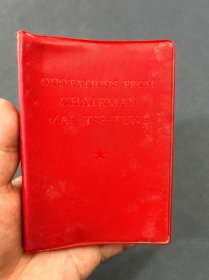 QUOTATIONS FROM
CHAIRMAN
MAO TSE-TUNG